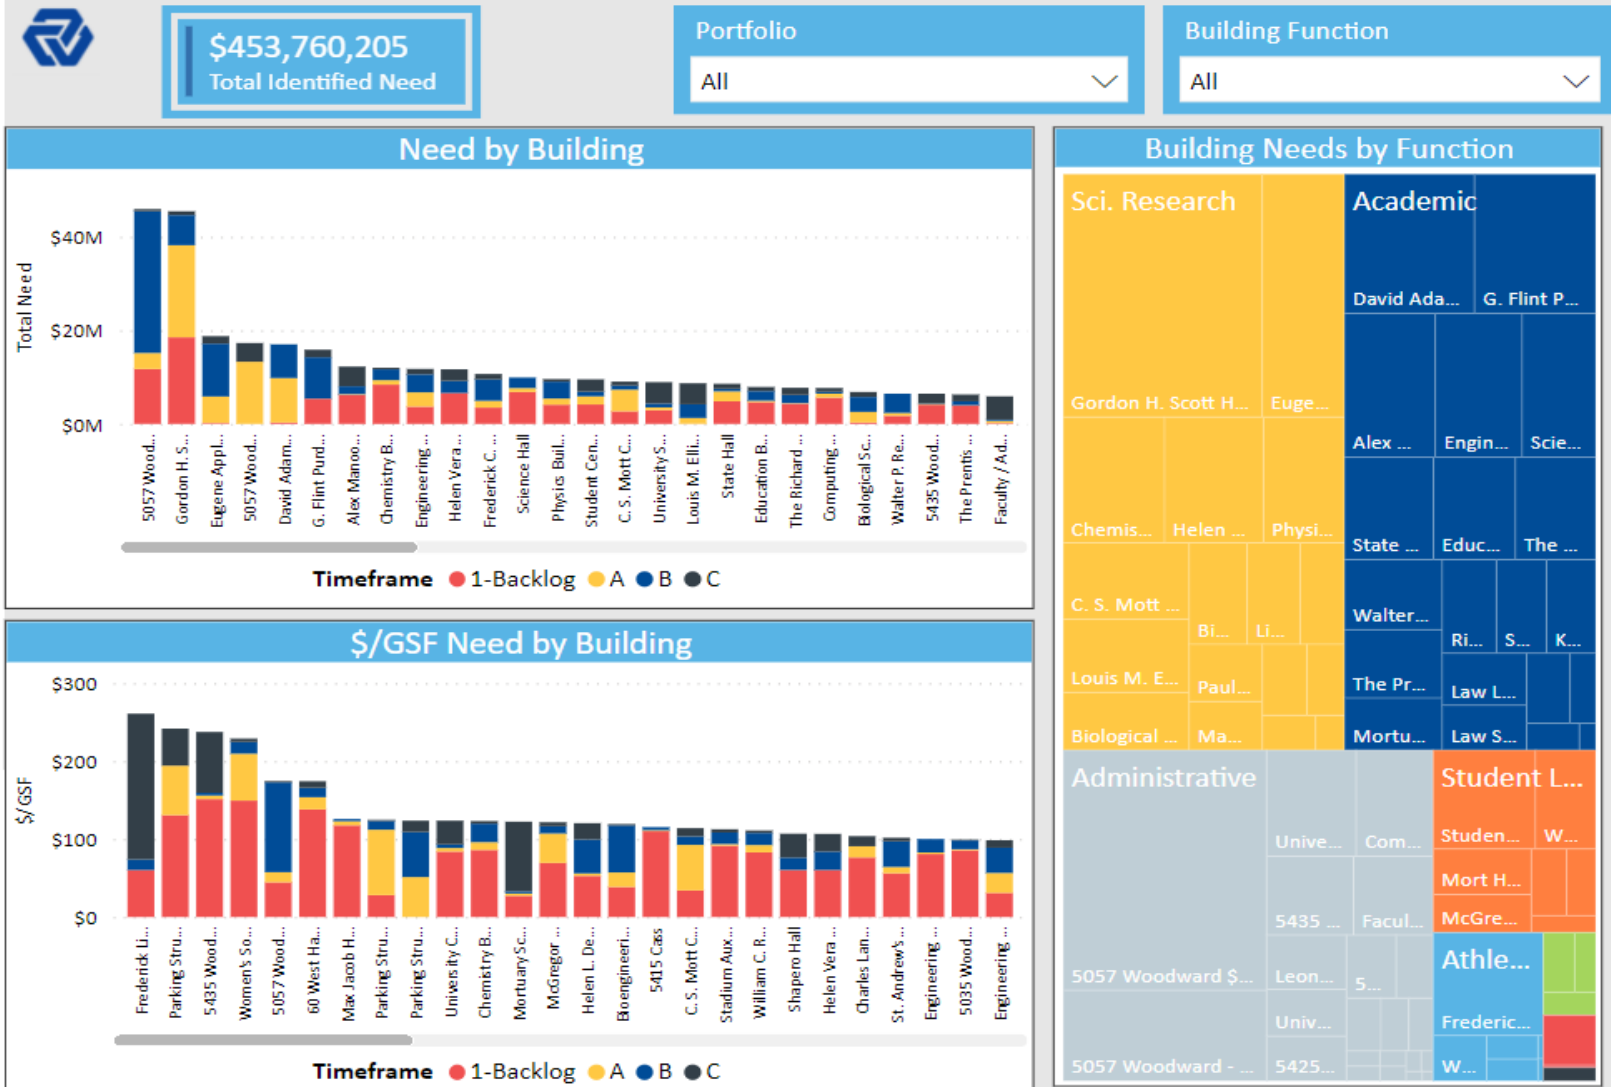 $453,760,205
Total Identified Need
Portfolio
All
Building Function
All
Need by Building
Total Need
$40M
$20M
$0M
5057 Wood...
Gordon H. S...
Eugene Appl...
5057 Wood...
David Adam...
G. Flint Purd...
Alex Manoo...
Chemistry B...
Engineering ...
Helen Vera ...
Frederick C...
Science Hall
Physics Buil...
Student Cen...
C. S. Mott C...
University S...
Louis M. Elli...
State Hall
Education B...
The Richard ...
Computing...
Biological Sc...
Walter P. Re...
5435 Wood...
The Prentis ...
Faculty / Ad...
Timeframe 1-Backlog A B C
$/GSF Need by Building
$/GSF
$300
$200
$100
$0
Frederick Li...
Parking Stru...
5435 Wood...
Women's So...
5057 Wood...
60 West Ha...
Max Jacob H...
Parking Stru...
Parking Stru...
University C...
Chemistry B...
Mortuary Sc...
McGregor ...
Helen L. De...
Bioengineeri...
5415 Cass
C. S. Mott C...
Stadium Aux...
William C. R...
Shapero Hall
Helen Vera ...
Charles Lan...
St. Andrew's...
Engineering ...
5035 Wood...
Engineering ...
Timeframe 1-Backlog A B C
Building Needs by Function
Sci. Research
Gordon H. Scott H...
Euge...
Chemis...
Helen ...
Physi...
C. S. Mott ...
Bi...
Li...
Louis M. E...
Paul...
Biological ...
Ma...
Academic
David Ada...
G. Flint P...
Alex ...
Engin...
Scie...
State ...
Educ...
The ...
Walter...
Ri...
S...
K...
The Pr...
Law L...
Mortu...
Law S...
Administrative
5057 Woodward $...
5057 Woodward - ...
Unive...
Com...
5435 ...
Facul...
Leon...
5...
Univ...
5425...
Student L...
Studen...
W...
Mort H...
McGre...
Athle...
Frederic...
W...